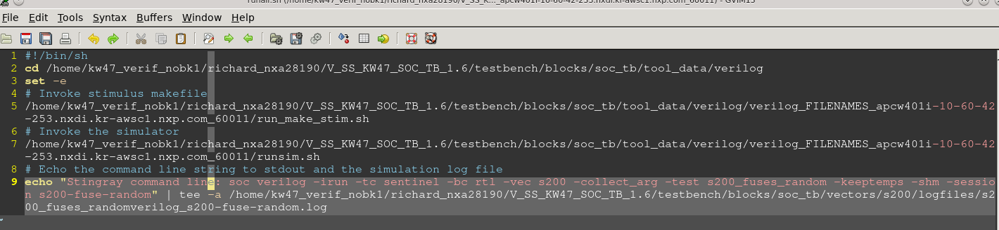 runall.sh (/home/kw47_verif_nobk1/richard_nxa28190/V_SS_K..._apcw401i-10-60-42-253.nxdi.kr-awsc1.nxp.com_60011) - GVIM13
File Edit Tools Syntax Buffers Window Help
1 #!/bin/sh
2 cd /home/kw47_verif_nobk1/richard_nxa28190/V_SS_KW47_SOC_TB_1.6/testbench/blocks/soc_tb/tool_data/verilog
3 set -e
4 # Invoke stimulus makefile
5 /home/kw47_verif_nobk1/richard_nxa28190/V_SS_KW47_SOC_TB_1.6/testbench/blocks/soc_tb/tool_data/verilog/verilog_FILENAMES_apcw401i-10-60-42
-253.nxdi.kr-awsc1.nxp.com_60011/run_make_stim.sh
6 # Invoke the simulator
7 /home/kw47_verif_nobk1/richard_nxa28190/V_SS_KW47_SOC_TB_1.6/testbench/blocks/soc_tb/tool_data/verilog/verilog_FILENAMES_apcw401i-10-60-42
-253.nxdi.kr-awsc1.nxp.com_60011/runsim.sh
8 # Echo the command line string to stdout and the simulation log file
9 echo "Stingray command line: soc verilog -irun -tc sentinel -bc rtl -vec s200 -collect_arg -test s200_fuses_random -keeptemps -shm -sessio
n s200-fuse-random" | tee -a /home/kw47_verif_nobk1/richard_nxa28190/V_SS_KW47_SOC_TB_1.6/testbench/blocks/soc_tb/vectors/s200/logfiles/s2
00_fuses_randomverilog_s200-fuse-random.log